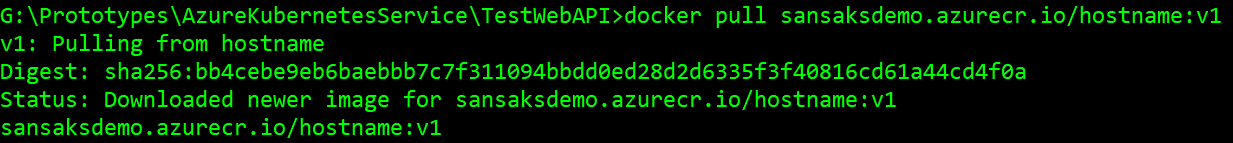 G:\Prototypes\AzureKubernetesService\TestWebAPI>docker pull sansaksdemo.azurecr.io/hostname:v1
v1: Pulling from hostname
Digest: sha256:bb4cebe9eb6baebbb7c7f311094bbdd0ed28d2d6335f3f40816cd61a44cd4f0a
Status: Downloaded newer image for sansaksdemo.azurecr.io/hostname:v1
sansaksdemo.azurecr.io/hostname:v1